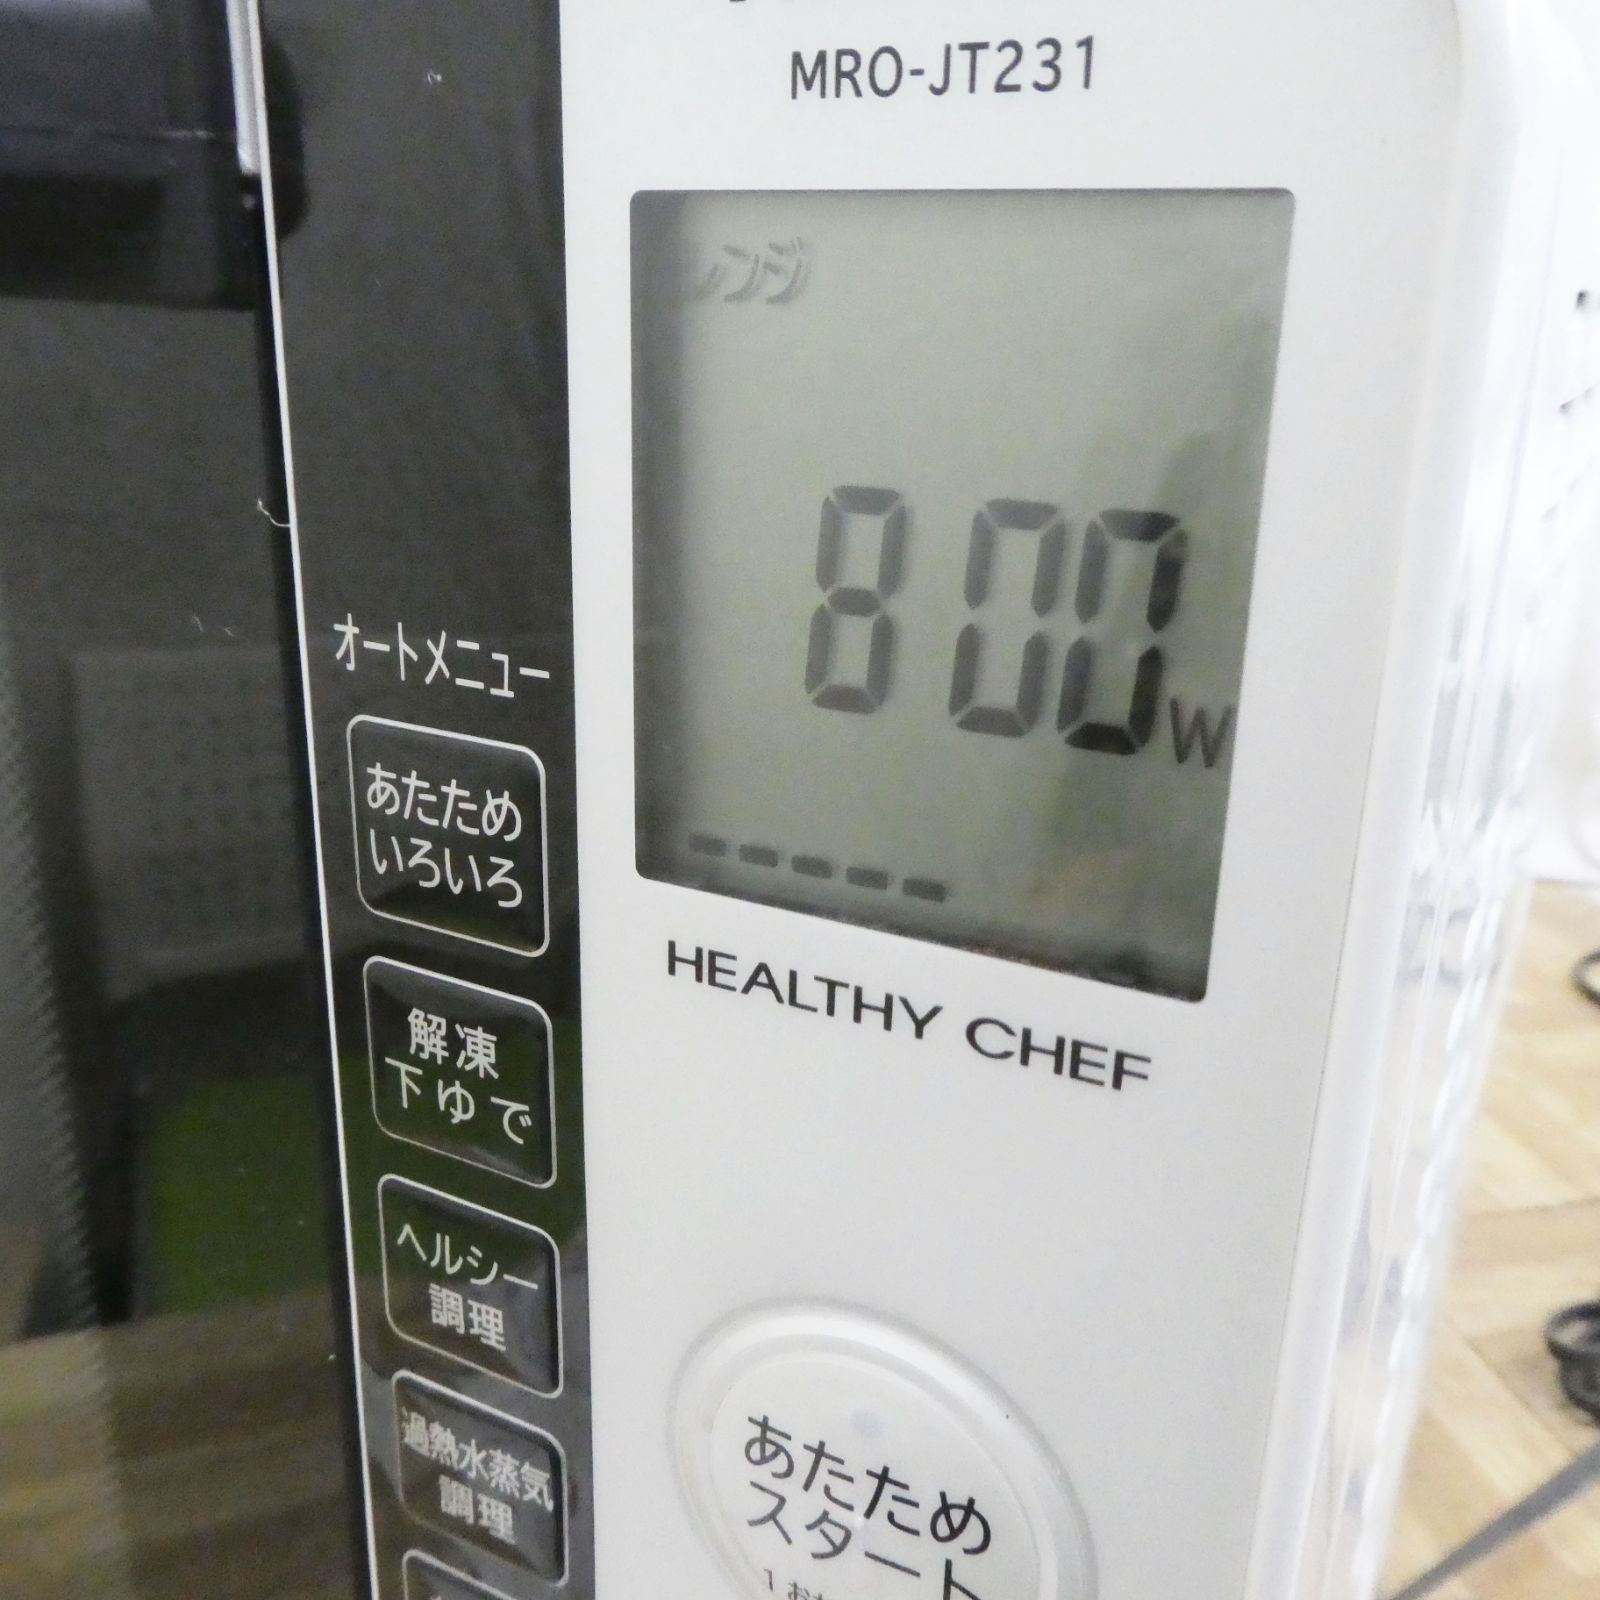 MRO-JT231
レンジ
800W
HEALTHY CHEF
オートメニュー
あたため
いろいろ
解凍
下ゆで
ヘルシー
調理
過熱水蒸気
調理
あたため
スタート